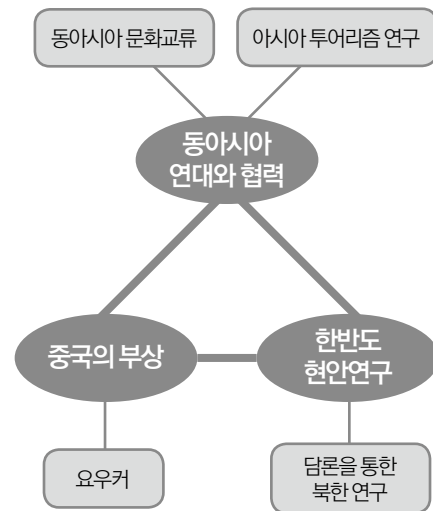 동아시아 문화교류
아시아 투어리즘 연구
동아시아
연대와 협력
중국의 부상
한반도
현안연구
요우커
담론을 통한
북한 연구